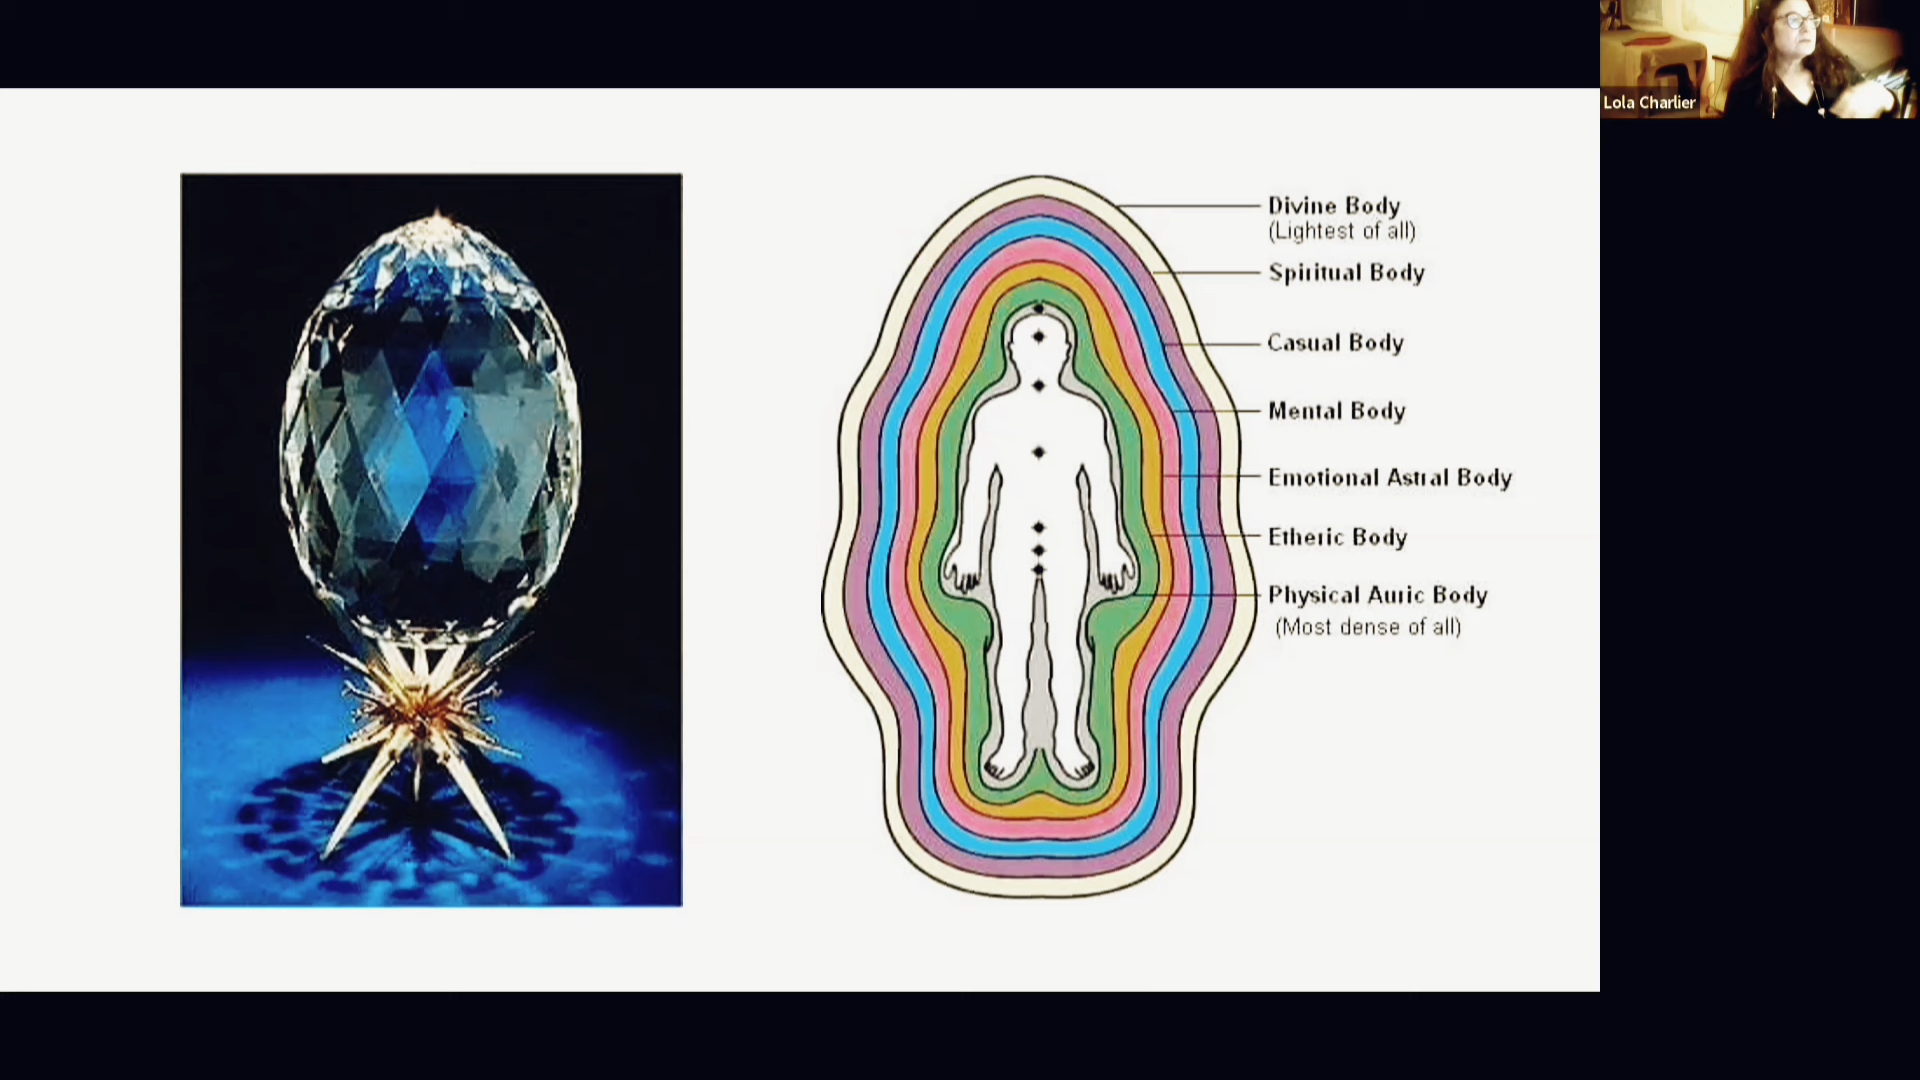 Lola Charlier
Divine Body
(Lightest of all)
Spiritual Body
Casual Body
Mental Body
Emotional Astral Body
Etheric Body
Physical Auric Body
(Most dense of all)